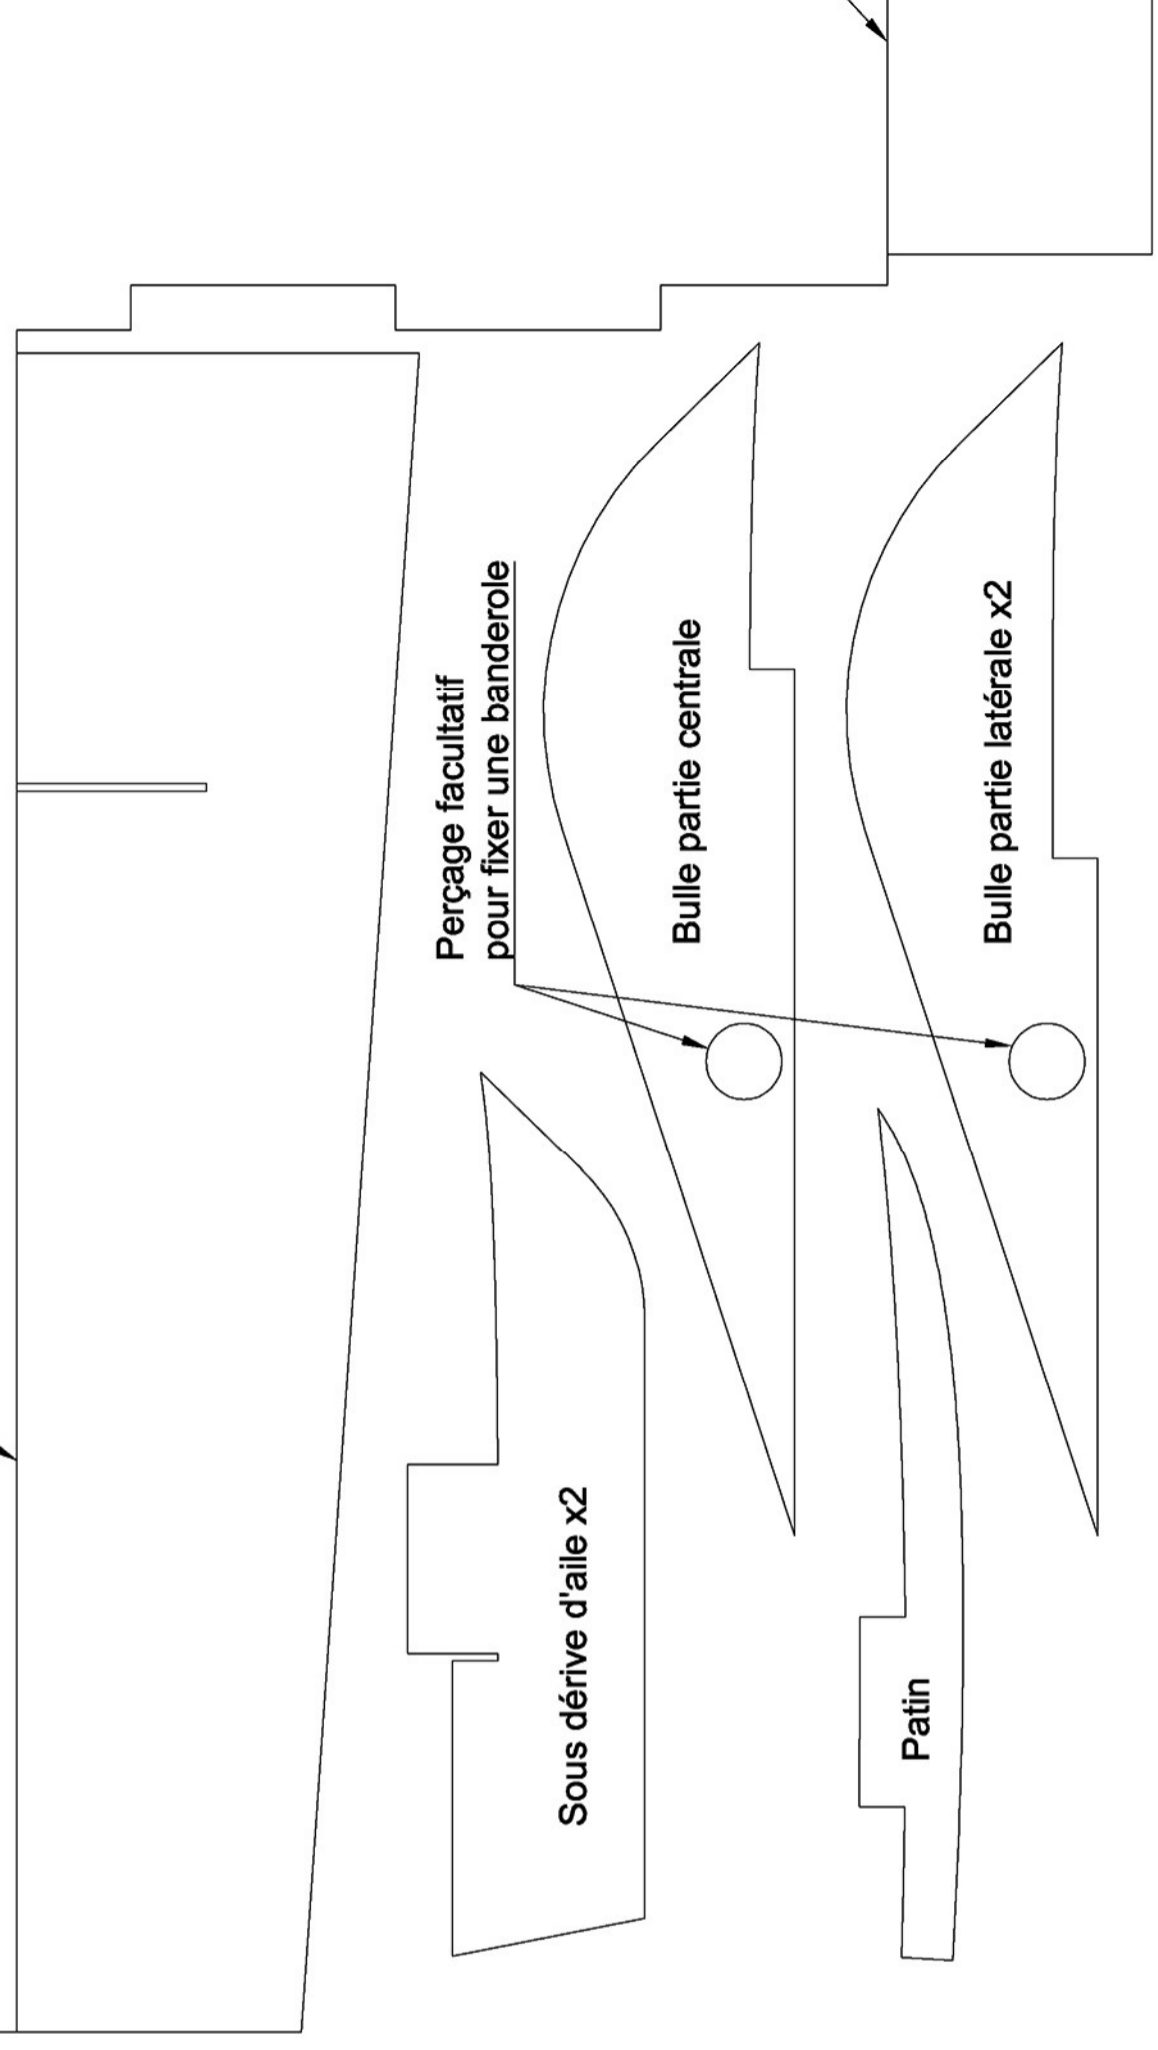 Perçage facultatif
pour fixer une banderole
Bulle partie centrale
Bulle partie latérale x2
Sous dérive d'aile x2
Patin